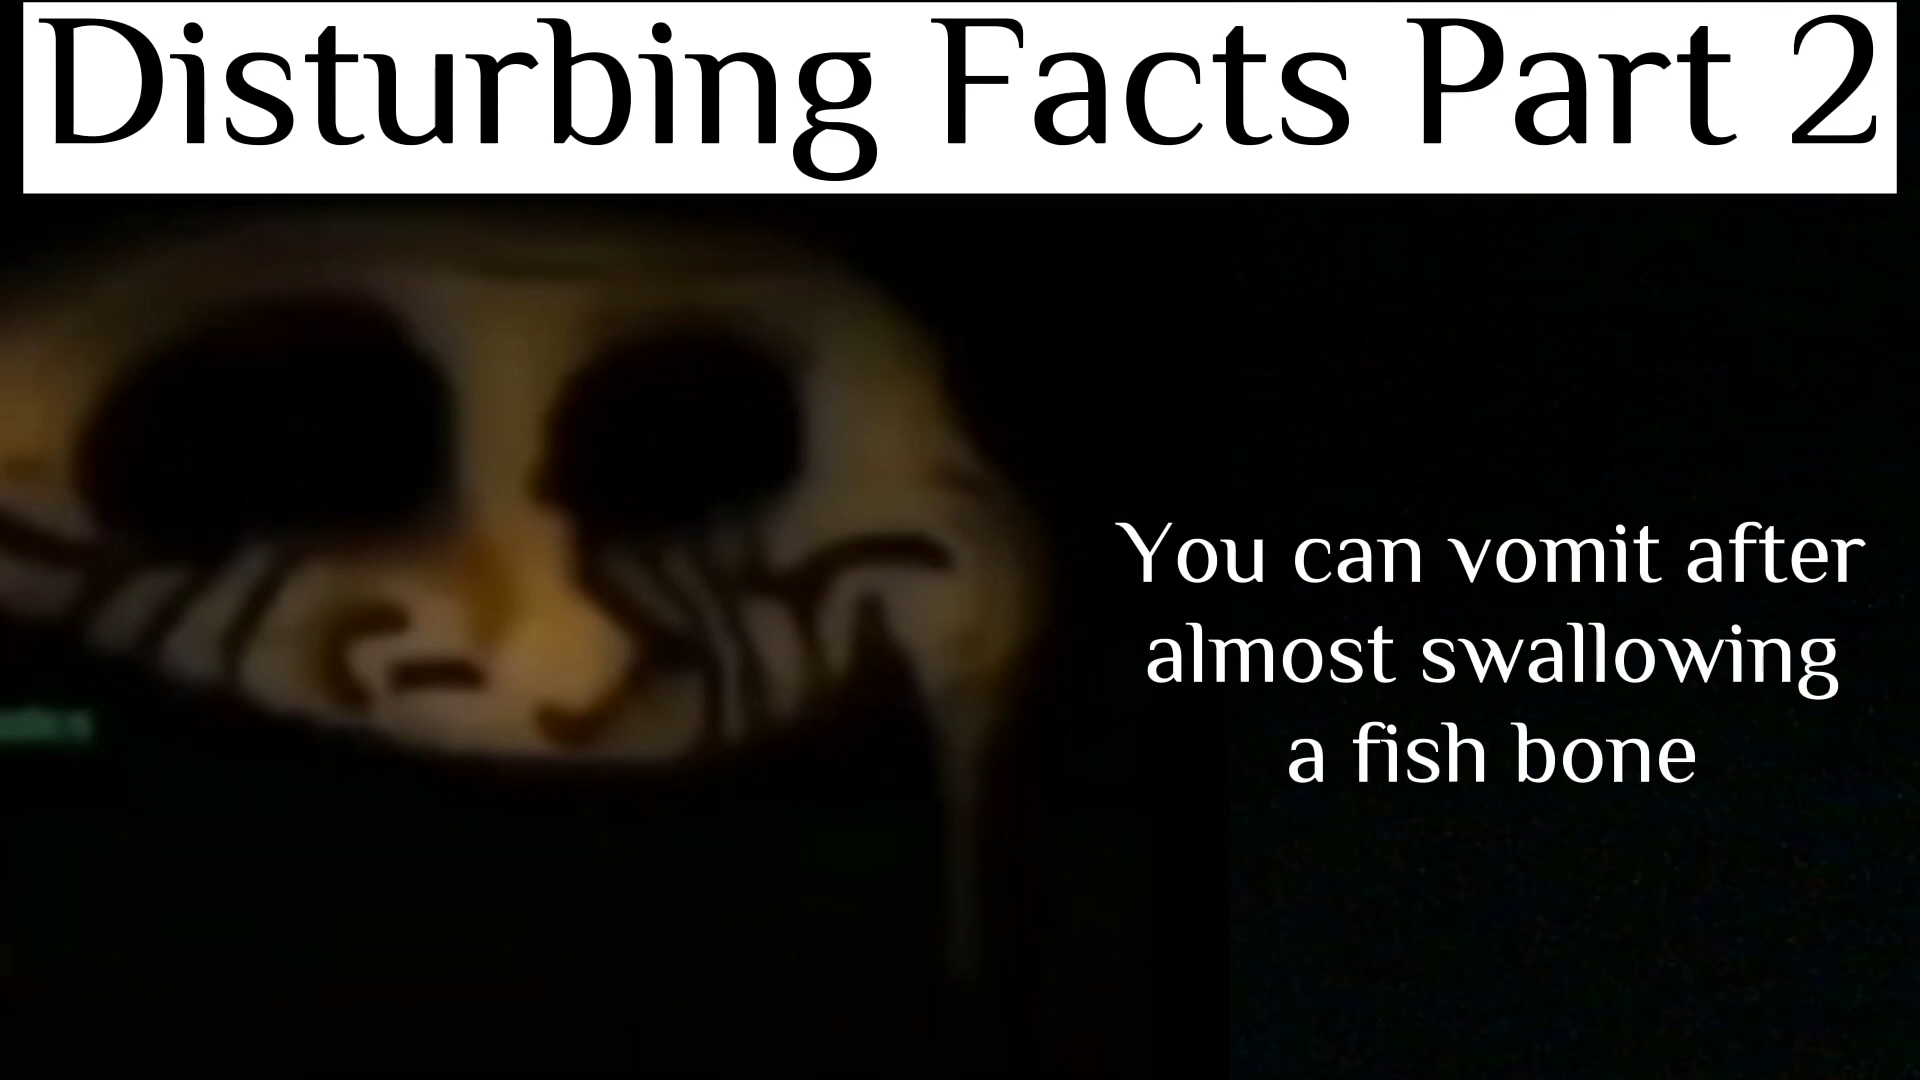 Disturbing Facts Part 2
You can vomit after
almost swallowing
a fish bone